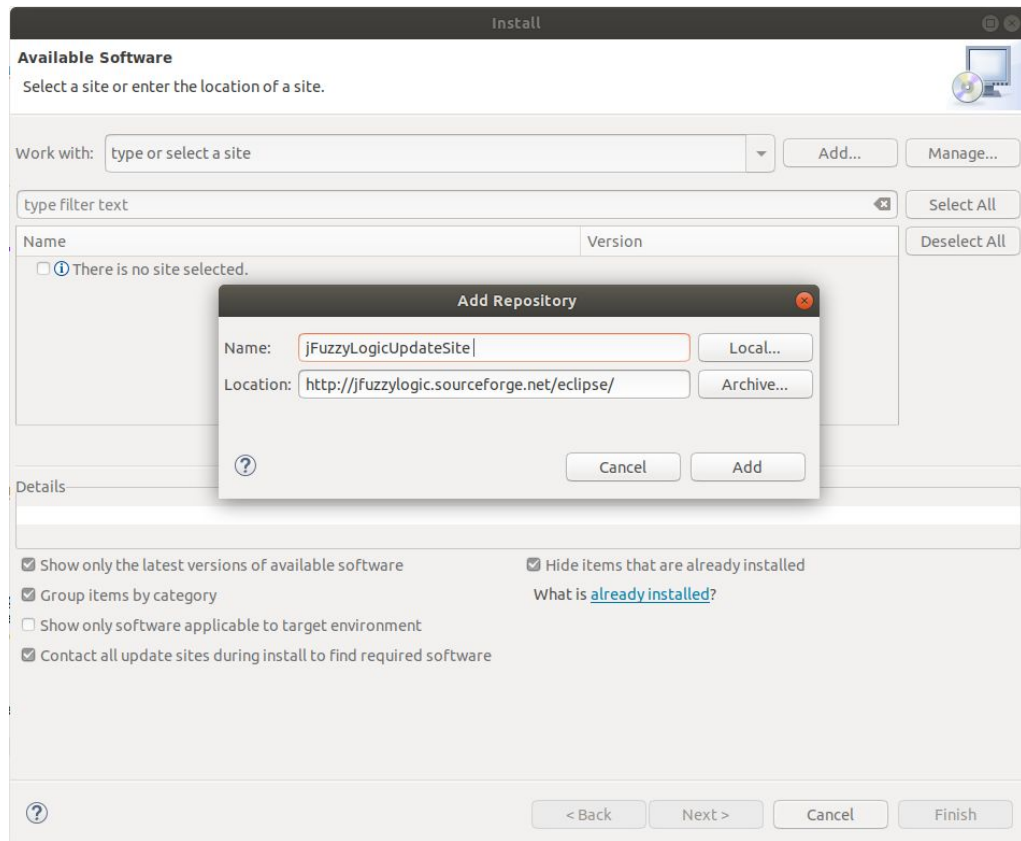 Install
Available Software
Select a site or enter the location of a site.
Work with: type or select a site Add... Manage...
type filter text Select All
Name Version Deselect All
There is no site selected.
Add Repository
Name: jFuzzyLogicUpdateSite Local...
Location: http://jfuzzylogic.sourceforge.net/eclipse/ Archive...
Cancel Add
Details
Show only the latest versions of available software Hide items that are already installed
Group items by category What is already installed?
Show only software applicable to target environment
Contact all update sites during install to find required software
< Back Next > Cancel Finish